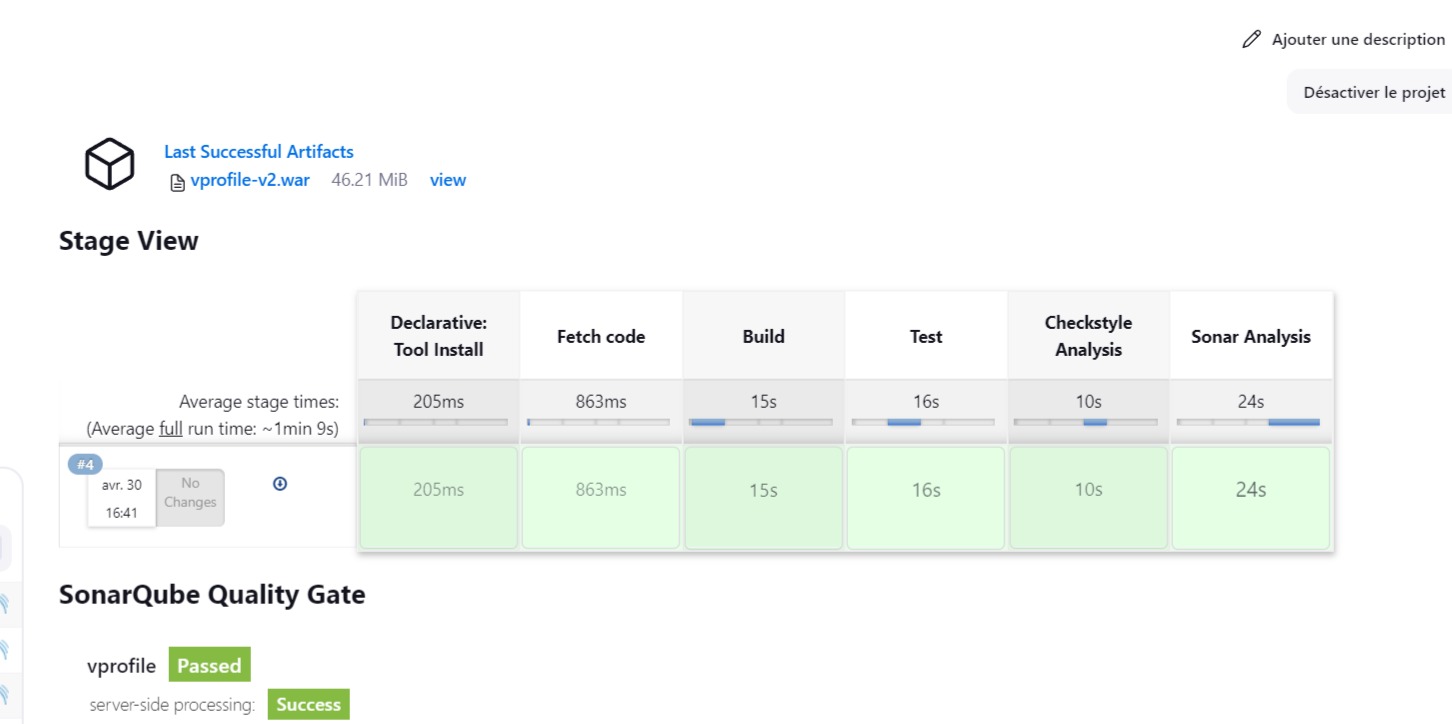 Ajouter une description
Désactiver le projet
Last Successful Artifacts
vprofile-v2.war 46.21 MiB view
Stage View
Declarative:
Tool Install
Fetch code
Build
Test
Checkstyle
Analysis
Sonar Analysis
Average stage times:
(Average full run time: ~1min 9s)
205ms 863ms 15s 16s 10s 24s
#4
avr. 30
16:41
No
Changes
205ms 863ms 15s 16s 10s 24s
SonarQube Quality Gate
vprofile Passed
server-side processing: Success